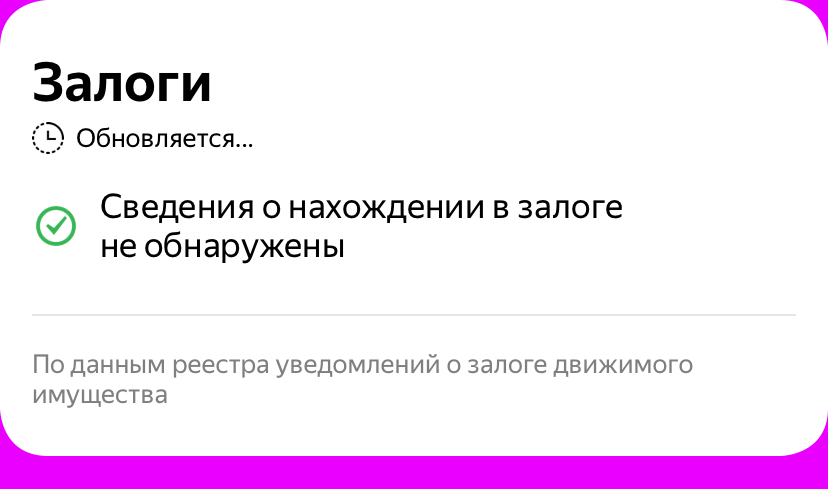 Залоги
Обновляется...
Сведения о нахождении в залоге
не обнаружены
По данным реестра уведомлений о залоге движимого
имущества